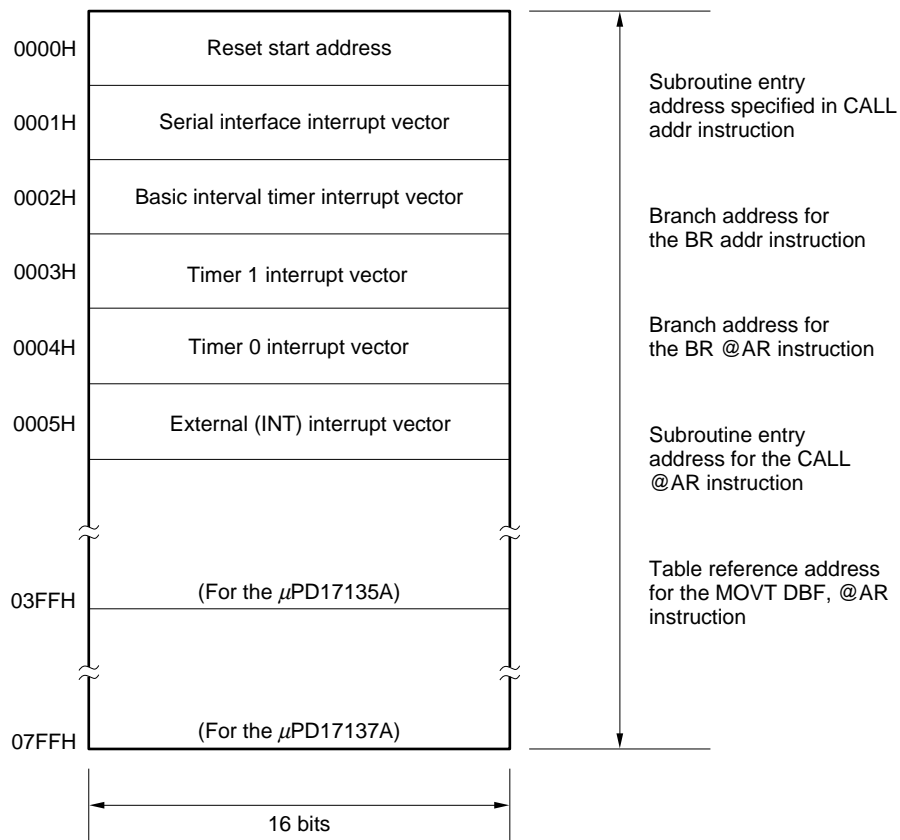 0000H
Reset start address
0001H
Serial interface interrupt vector
0002H
Basic interval timer interrupt vector
0003H
Timer 1 interrupt vector
0004H
Timer 0 interrupt vector
0005H
External (INT) interrupt vector
03FFH
(For the μPD17135A)
07FFH
(For the μPD17137A)
16 bits
Subroutine entry
address specified in CALL
addr instruction
Branch address for
the BR addr instruction
Branch address for
the BR @AR instruction
Subroutine entry
address for the CALL
@AR instruction
Table reference address
for the MOVT DBF, @AR
instruction